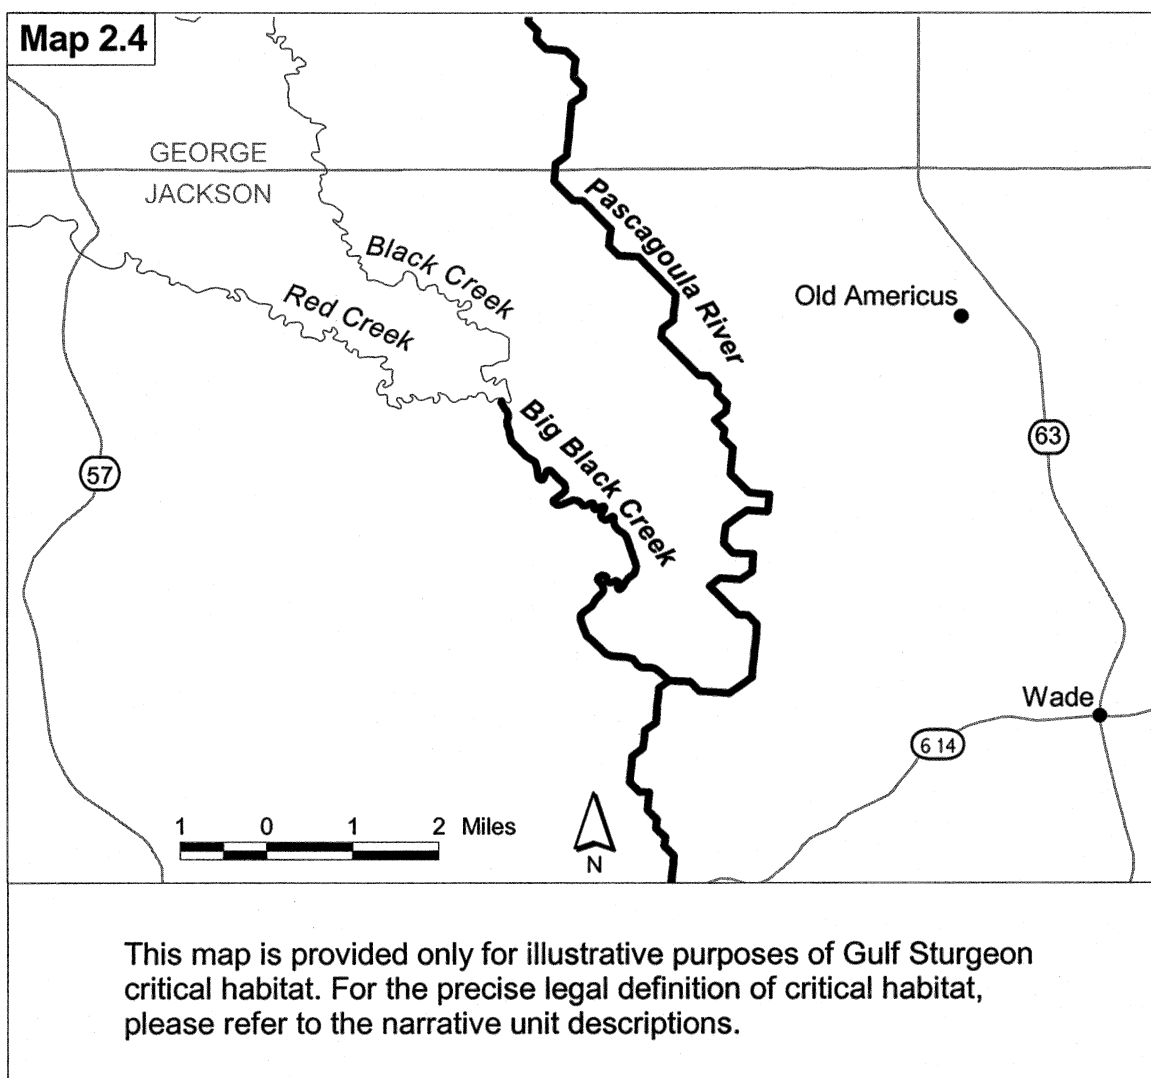 Map 2.4
GEORGE
JACKSON
Pascagoula River
Black Creek
Red Creek
Old Americus
Big Black Creek
63
57
Wade
6 14
1 0 1 2 Miles
N
This map is provided only for illustrative purposes of Gulf Sturgeon
critical habitat. For the precise legal definition of critical habitat,
please refer to the narrative unit descriptions.